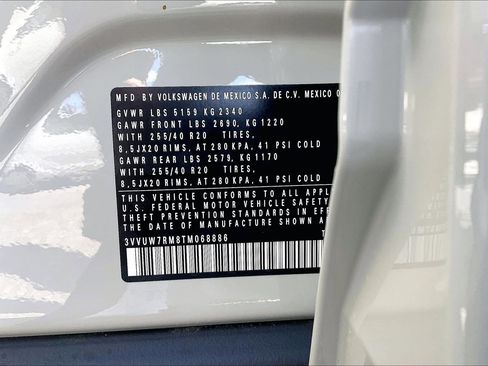 MFD BY VOLKSWAGEN DE MEXICO S.A. DE C.V. MEXICO
GVWR LBS 5159 KG 2340
GAWR FRONT LBS 2690, KG 1220
WITH 255/40 R20 TIRES,
8,5JX20 RIMS, AT 280 KPA, 41 PSI COLD
GAWR REAR LBS 2579, KG 1170
WITH 255/40 R20 TIRES,
8,5JX20 RIMS, AT 280 KPA, 41 PSI COLD
THIS VEHICLE CONFORMS TO ALL APPL
U.S. FEDERAL MOTOR VEHICLE SAFETY
THEFT PREVENTION STANDARDS IN EFF
THE DATE OF MANUFACTURE SHOWN A
3VVUW7RM8TM068886 T